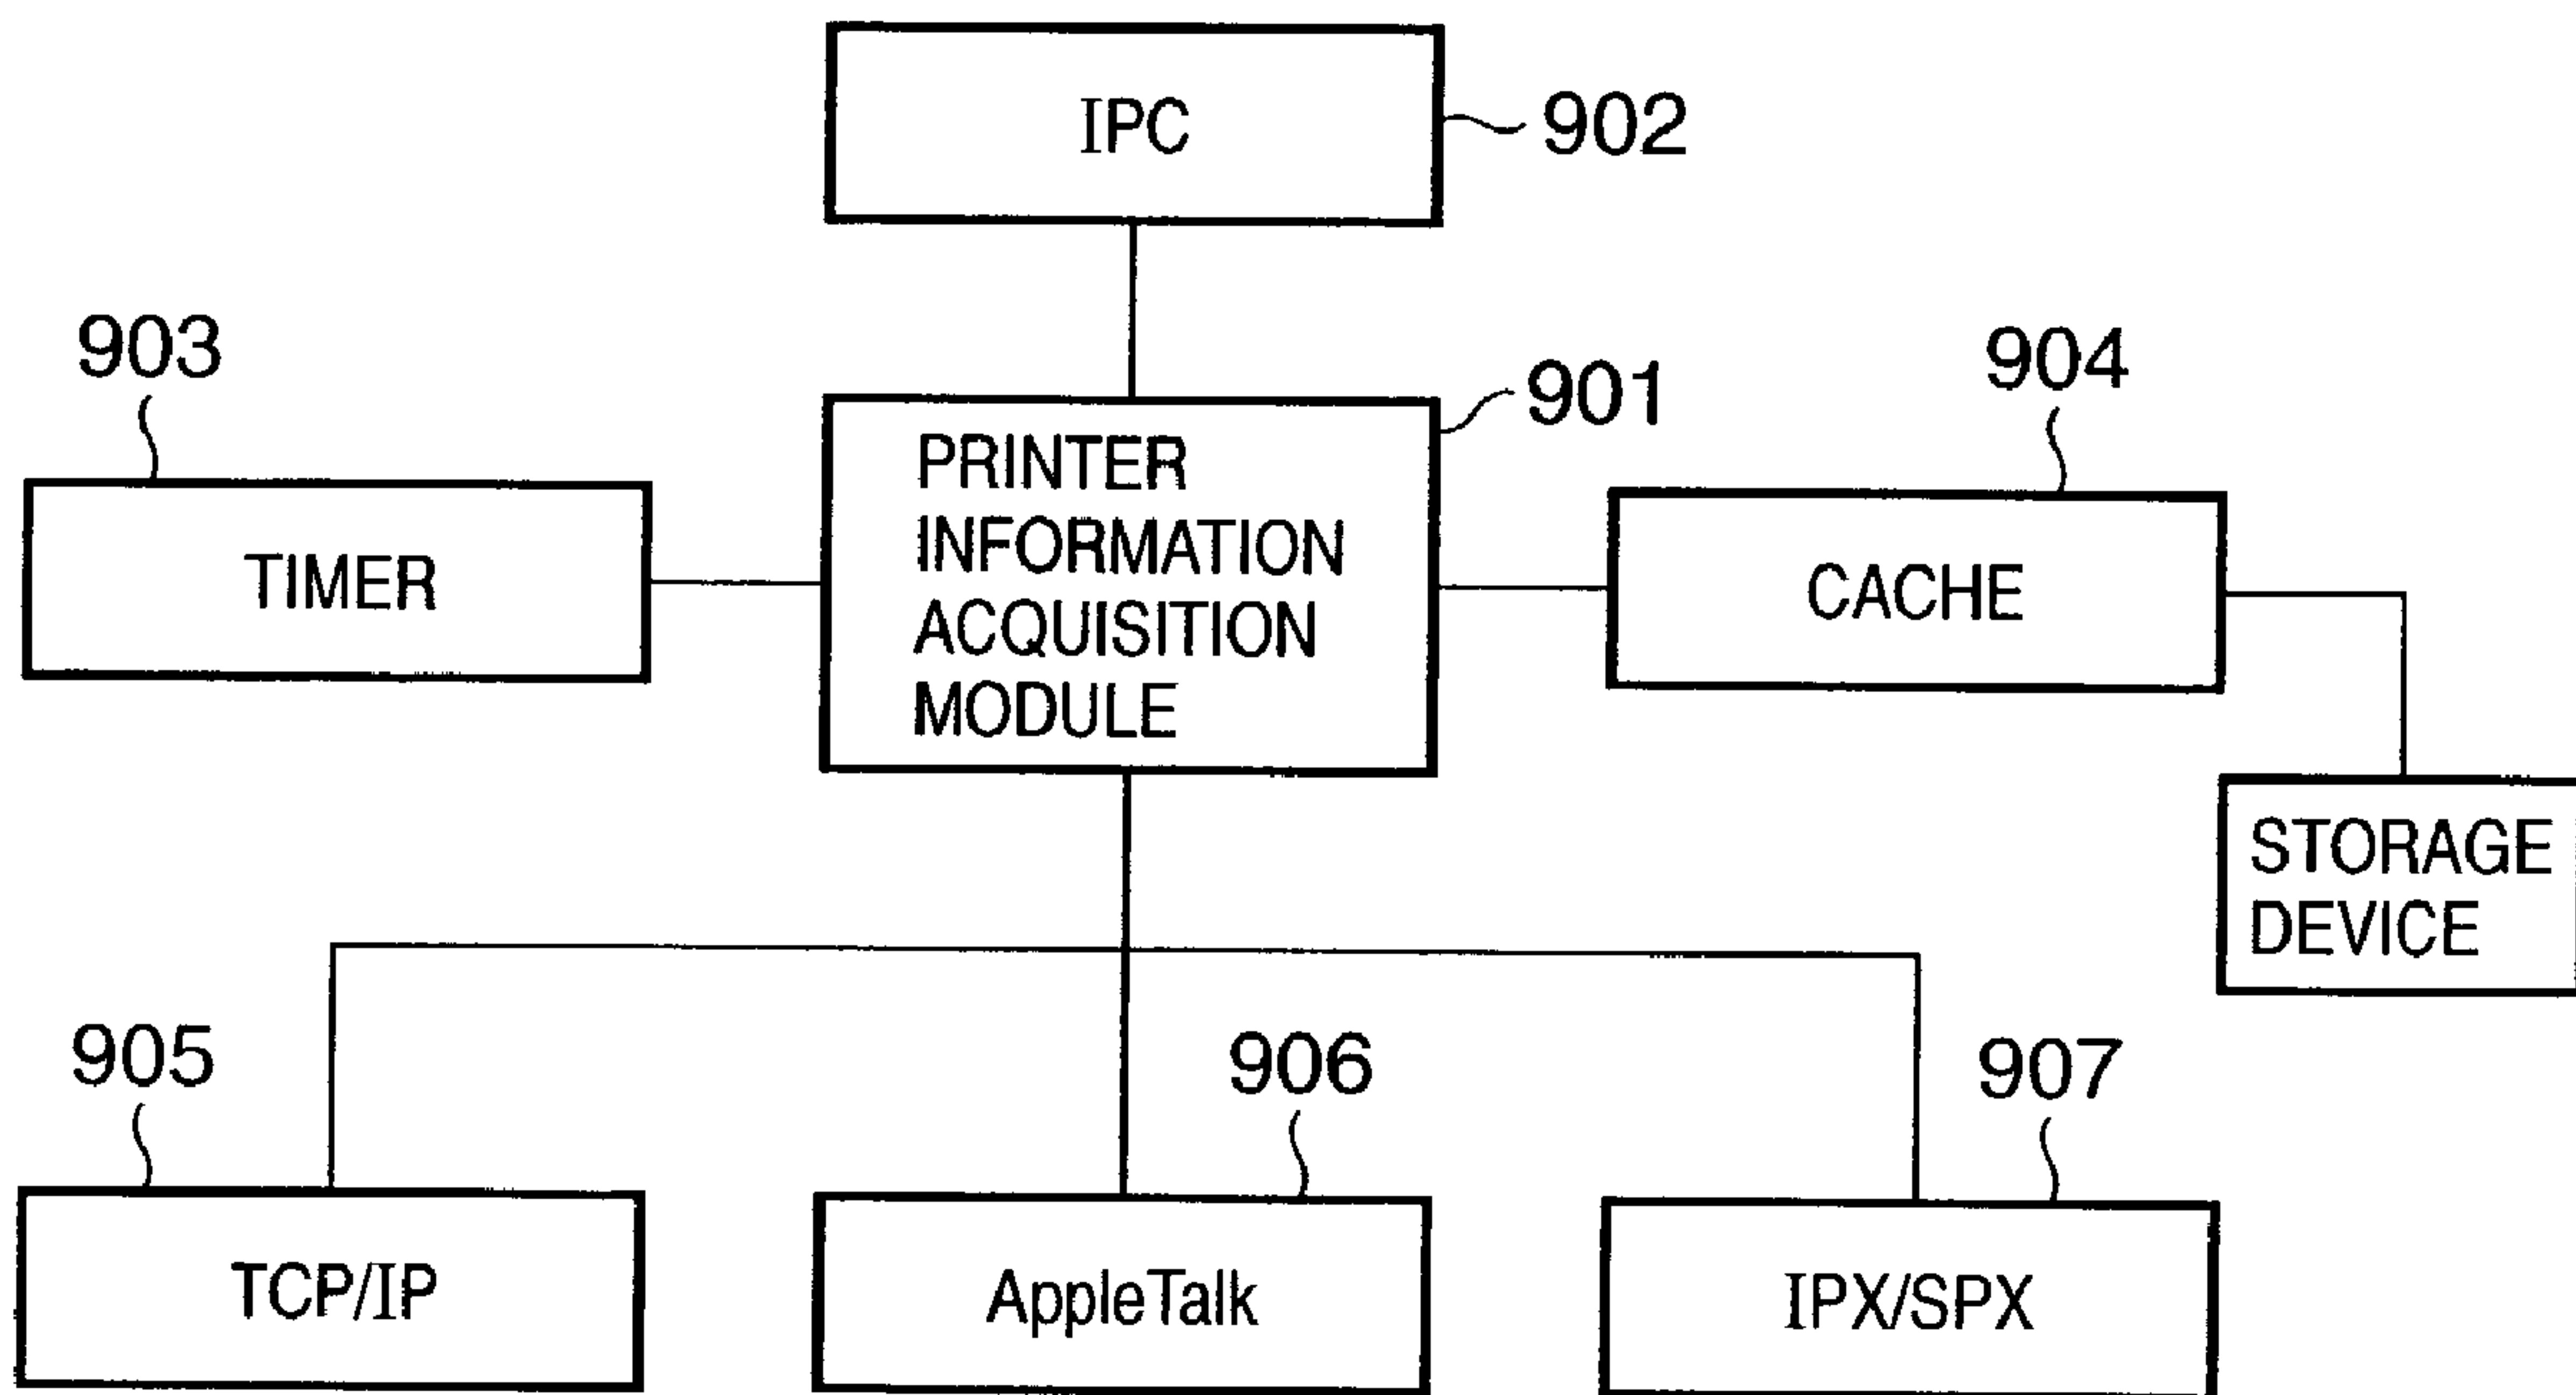 IPC
902
903
901
904
PRINTER
INFORMATION
ACQUISITION
MODULE
TIMER
CACHE
STORAGE
DEVICE
905
906
907
TCP/IP
AppleTalk
IPX/SPX